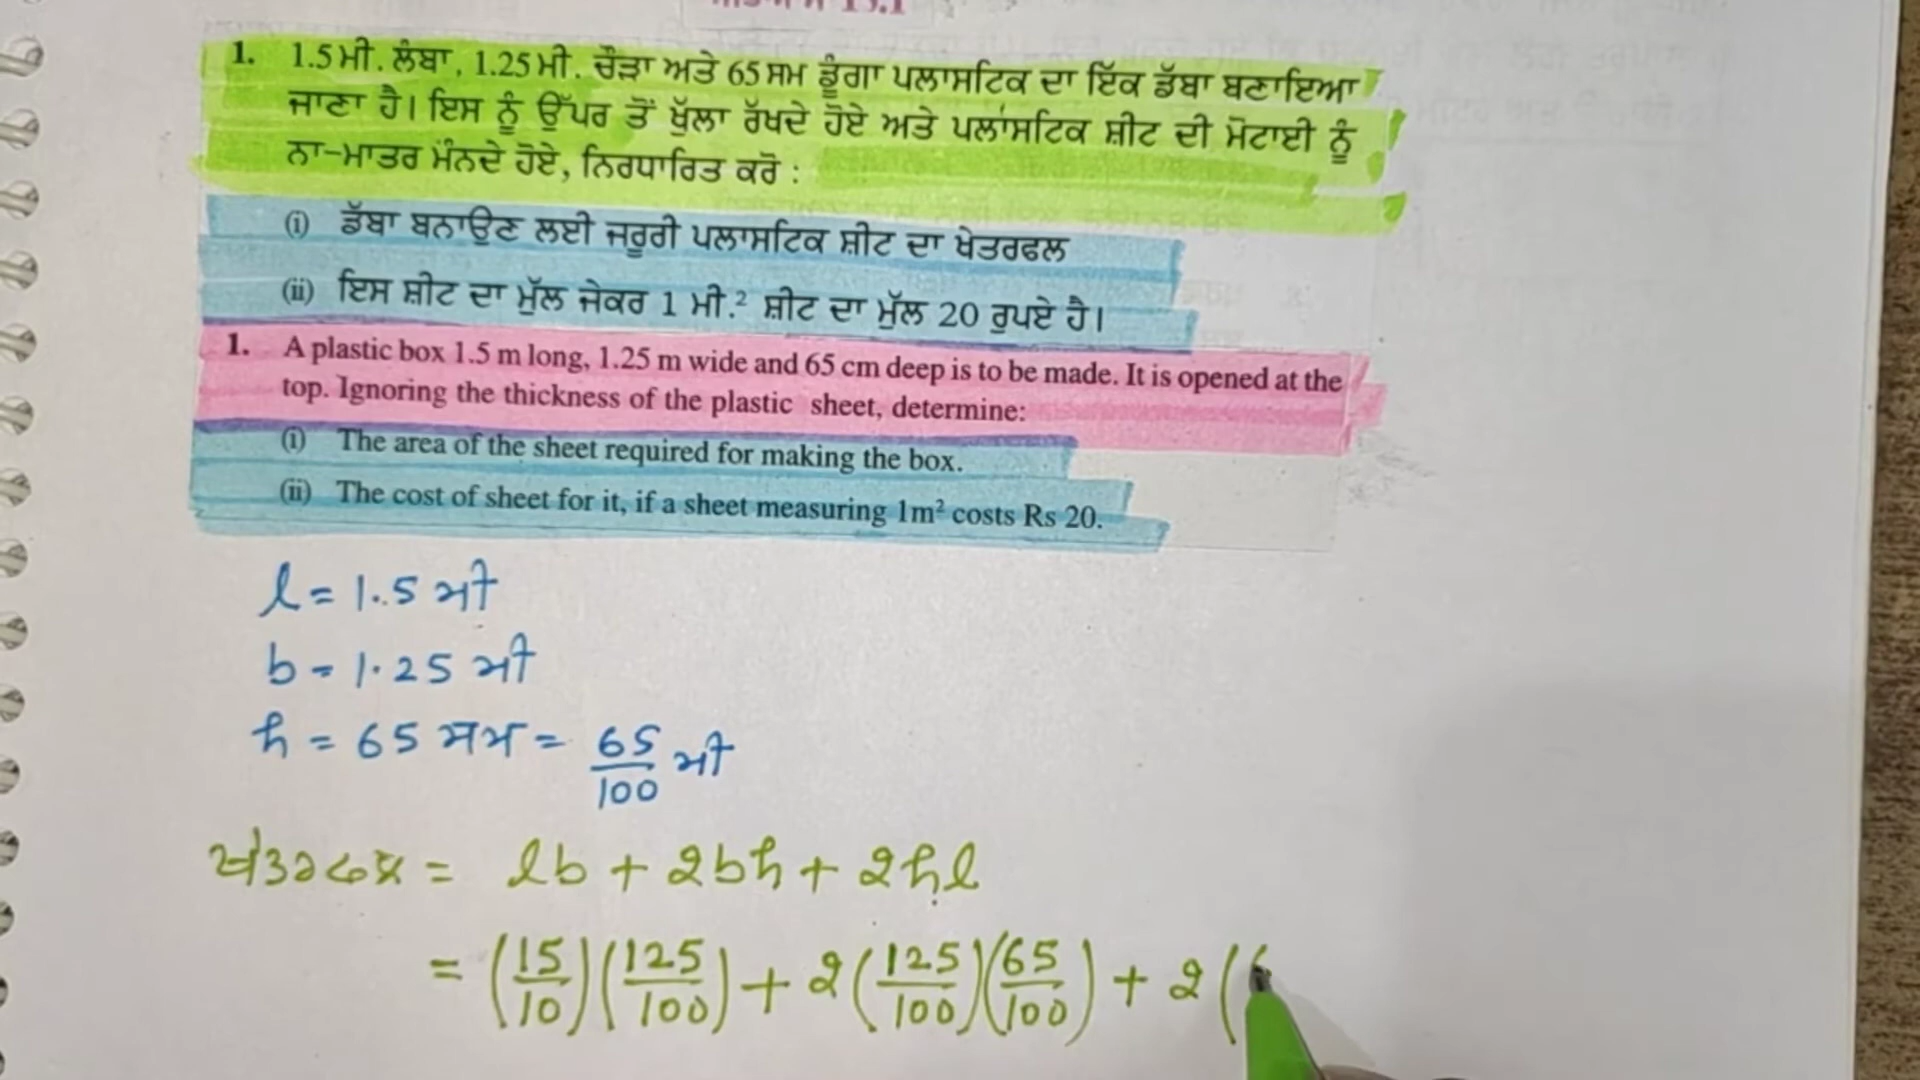 13.1
1. 1.5 ਮੀ. ਲੰਬਾ, 1.25 ਮੀ. ਚੌੜਾ ਅਤੇ 65 ਸਮ ਡੂੰਗਾ ਪਲਾਸਟਿਕ ਦਾ ਇੱਕ ਡੱਬਾ ਬਣਾਇਆ
ਜਾਣਾ ਹੈ। ਇਸ ਨੂੰ ਉੱਪਰ ਤੋਂ ਖੁੱਲਾ ਰੱਖਦੇ ਹੋਏ ਅਤੇ ਪਲਾਸਟਿਕ ਸ਼ੀਟ ਦੀ ਮੋਟਾਈ ਨੂੰ
ਨਾ-ਮਾਤਰ ਮੰਨਦੇ ਹੋਏ, ਨਿਰਧਾਰਿਤ ਕਰੋ :
(i) ਡੱਬਾ ਬਨਾਉਣ ਲਈ ਜਰੂਰੀ ਪਲਾਸਟਿਕ ਸ਼ੀਟ ਦਾ ਖੇਤਰਫਲ
(ii) ਇਸ ਸ਼ੀਟ ਦਾ ਮੁੱਲ ਜੇਕਰ 1 ਮੀ.² ਸ਼ੀਟ ਦਾ ਮੁੱਲ 20 ਰੁਪਏ ਹੈ।
1. A plastic box 1.5 m long, 1.25 m wide and 65 cm deep is to be made. It is opened at the
top. Ignoring the thickness of the plastic sheet, determine:
(i) The area of the sheet required for making the box.
(ii) The cost of sheet for it, if a sheet measuring 1m² costs Rs 20.
l = 1.5 ਮੀ
b = 1.25 ਮੀ
h = 65 ਸਮ = 65/100 ਮੀ
ਖੇਤਰਫਲ = lb + 2bh + 2hl
= (15/10)(125/100) + 2(125/100)(65/100) + 2(6